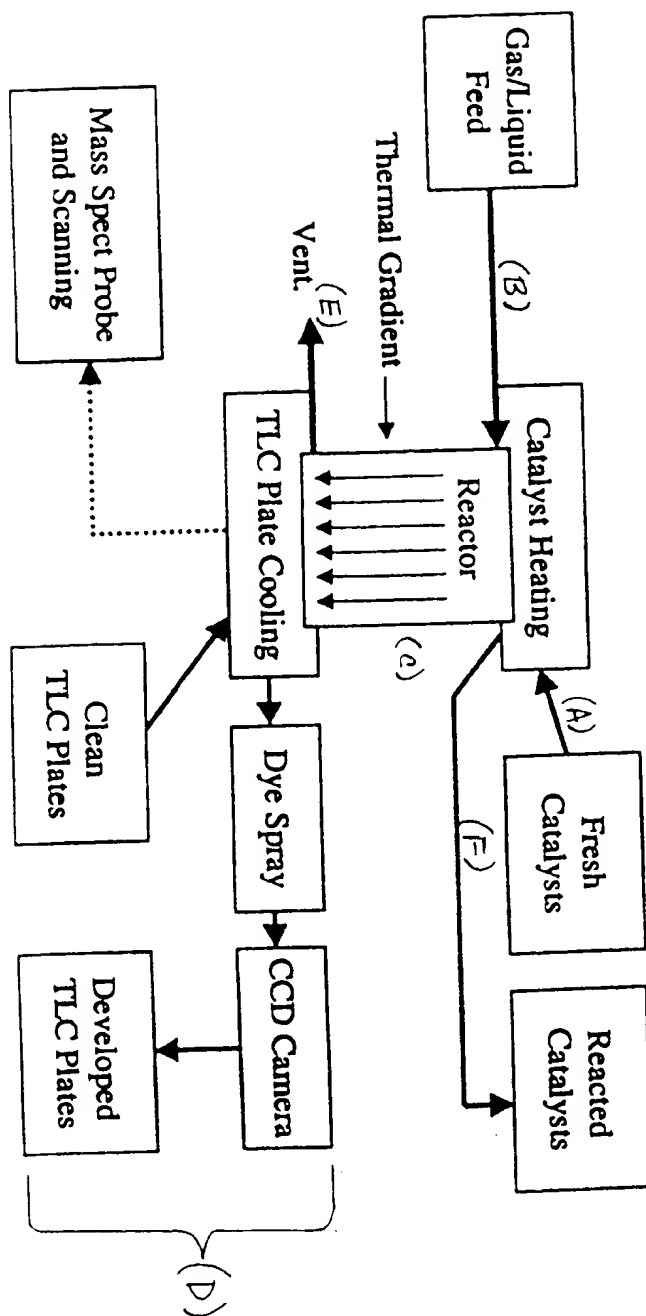 Gas/Liquid
Feed
(B)
Catalyst Heating
(A)
Fresh
Catalysts
Reacted
Catalysts
Thermal Gradient
Reactor
(C)
(F)
(E)
Vent.
TLC Plate Cooling
Dye Spray
CCD Camera
Mass Spect Probe
and Scanning
Clean
TLC Plates
Developed
TLC Plates
(D)